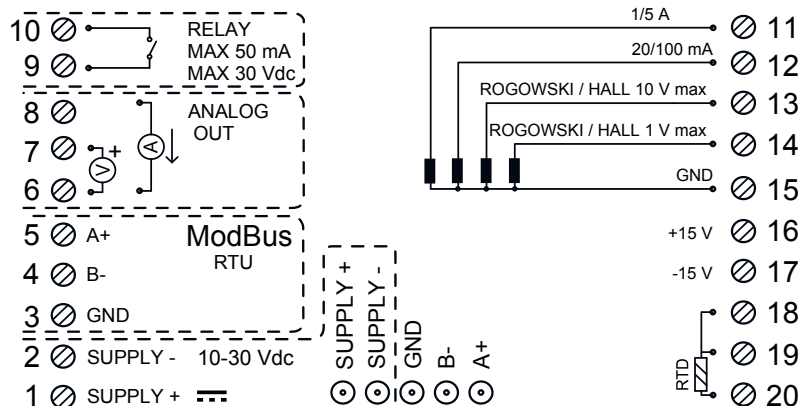 10 RELAY
MAX 50 mA
9 MAX 30 Vdc
8 ANALOG
OUT
7 V + A
6
5 A+ ModBus
RTU
4 B-
3 GND
2 SUPPLY - 10-30 Vdc
1 SUPPLY +
SUPPLY +
SUPPLY -
GND
B-
A+
1/5 A 11
20/100 mA 12
ROGOWSKI / HALL 10 V max 13
ROGOWSKI / HALL 1 V max 14
GND 15
+15 V 16
-15 V 17
18
19
RTD
20